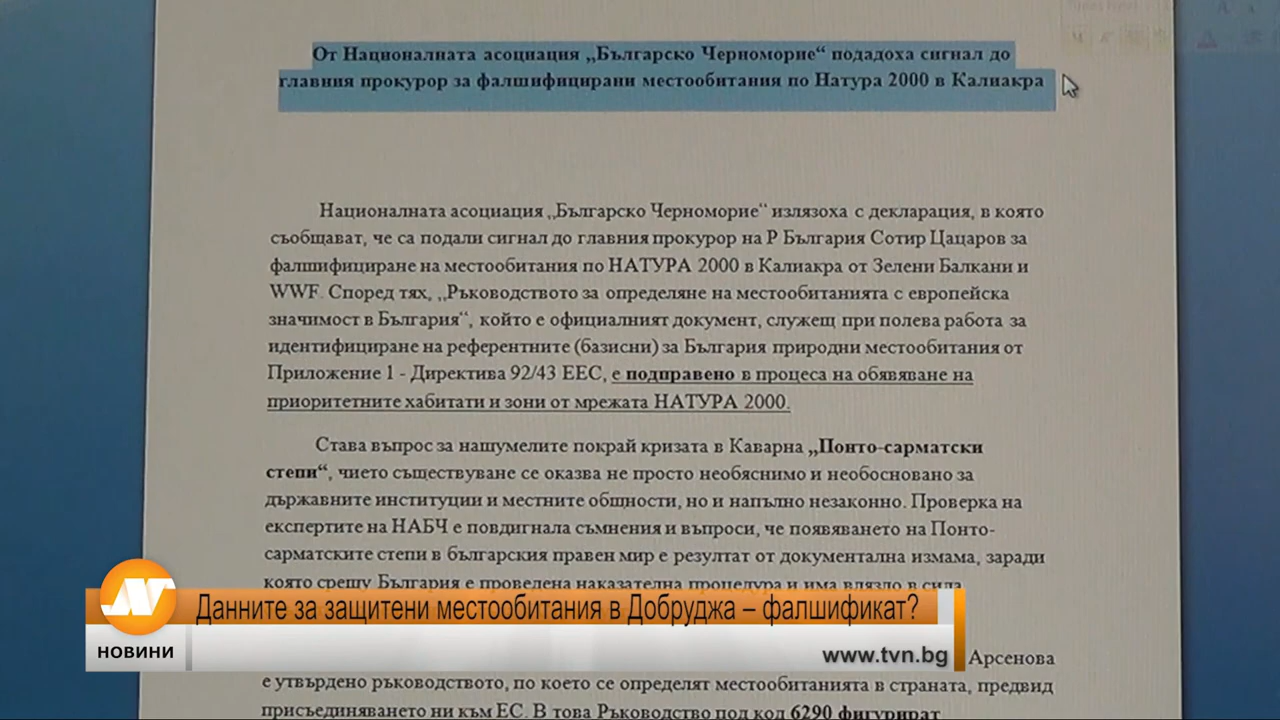 От Националната асоциация „Българско Черноморие“ подадоха сигнал до
главния прокурор за фалшифицирани местообитания по Натура 2000 в Калиакра
Националната асоциация „Българско Черноморие“ излязоха с декларация, в която
съобщават, че са подали сигнал до главния прокурор на Р България Сотир Цацаров за
фалшифициране на местообитания по НАТУРА 2000 в Калиакра от Зелени Балкани и
WWF. Според тях, „Ръководството за определяне на местообитанията с европейска
значимост в България“, който е официалният документ, служещ при полева работа за
идентифициране на референтните (базисни) за България природни местообитания от
Приложение 1 - Директива 92/43 ЕЕС, е подправено в процеса на обявяване на
приоритетните хабитати и зони от мрежата НАТУРА 2000.
Става въпрос за нашумелите покрай кризата в Каварна „Понто-сарматски
степи“, чието съществуване се оказва не просто необяснимо и необосновано за
държавните институции и местните общности, но и напълно незаконно. Проверка на
експертите на НАБЧ е повдигнала съмнения и въпроси, че появяването на Понто-
сарматските степи в българския правен мир е резултат от документална измама, заради
която срещу България е проведена наказателна процедура и има влязло в сила
Данните за защитени местообитания в Добруджа – фалшификат?
НОВИНИ
www.tvn.bg
Арсенова
е утвърдено ръководството, по което се определят местообитанията в страната, предвид
присъединяването ни към ЕС. В това Ръководство под код 6290 фигурират